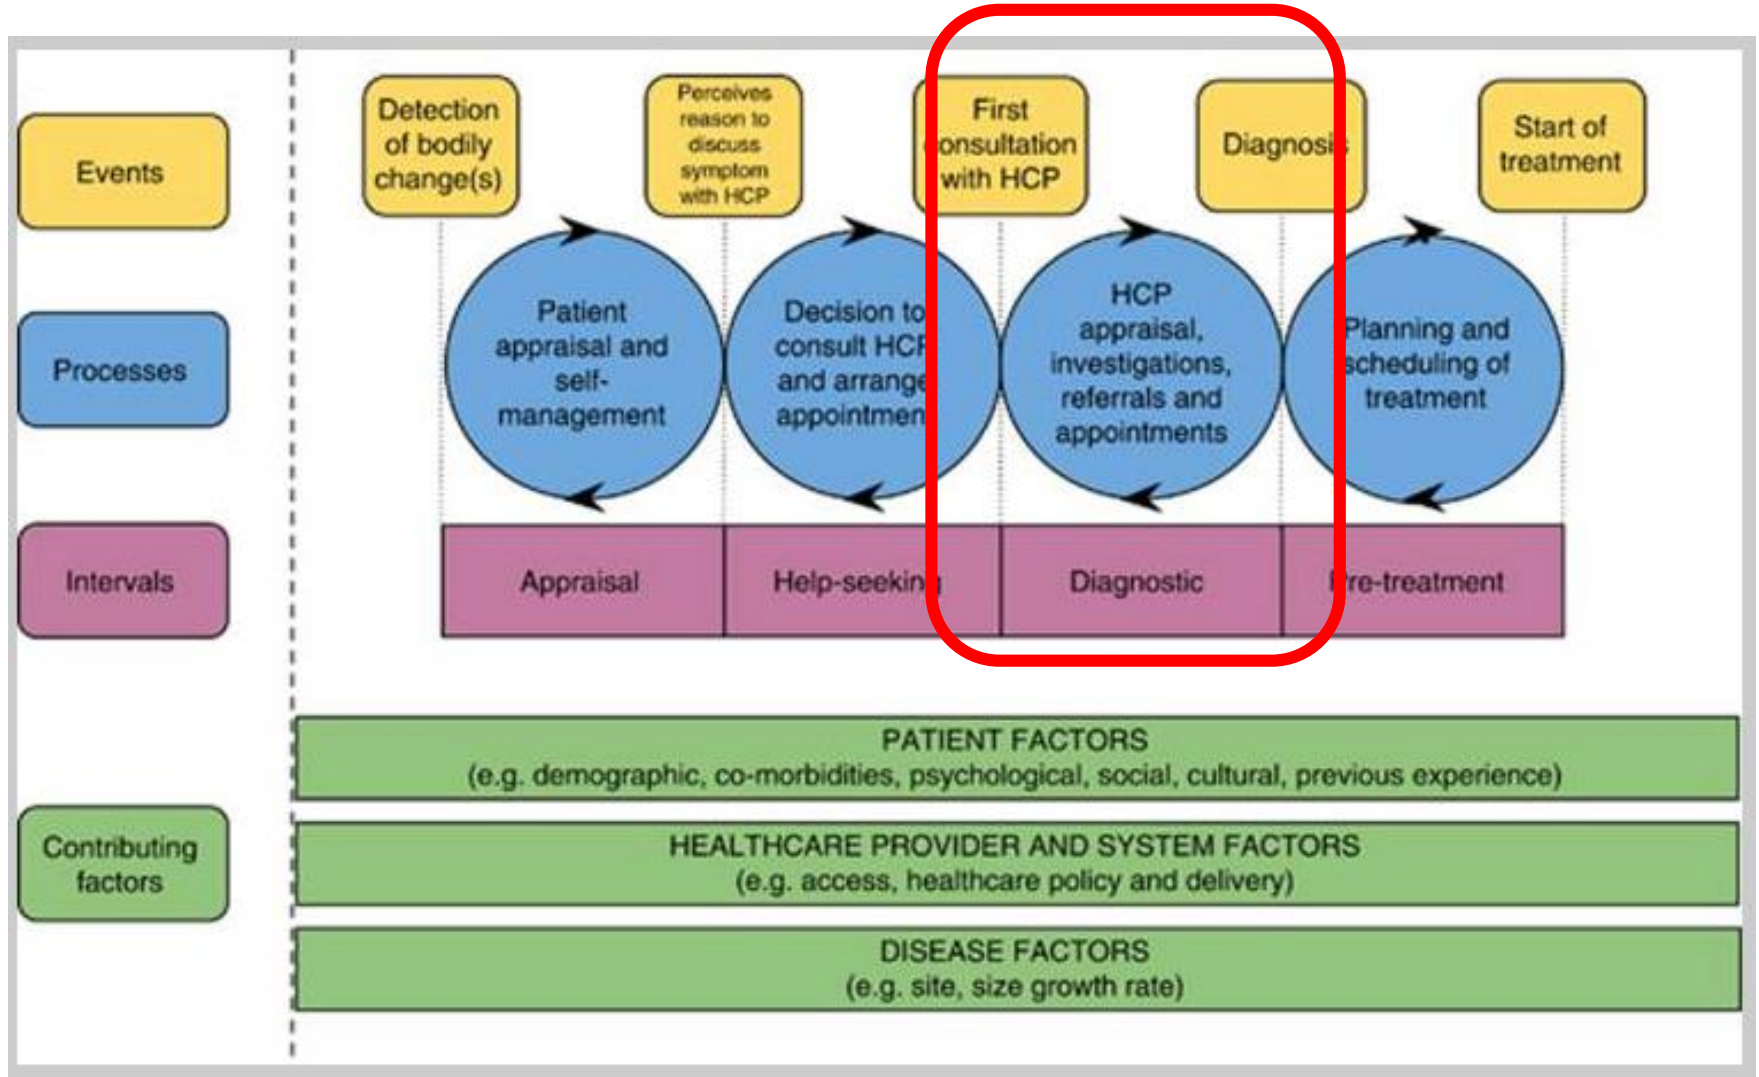 Events
Detection
of bodily
change(s)
Perceives
reason to
discuss
symptom
with HCP
First
consultation
with HCP
Diagnosis
Start of
treatment
Processes
Patient
appraisal and
self-
management
Decision to
consult HCP
and arrange
appointment
HCP
appraisal,
investigations,
referrals and
appointments
Planning and
scheduling of
treatment
Intervals
Appraisal
Help-seeking
Diagnostic
Pre-treatment
Contributing
factors
PATIENT FACTORS
(e.g. demographic, co-morbidities, psychological, social, cultural, previous experience)
HEALTHCARE PROVIDER AND SYSTEM FACTORS
(e.g. access, healthcare policy and delivery)
DISEASE FACTORS
(e.g. site, size growth rate)